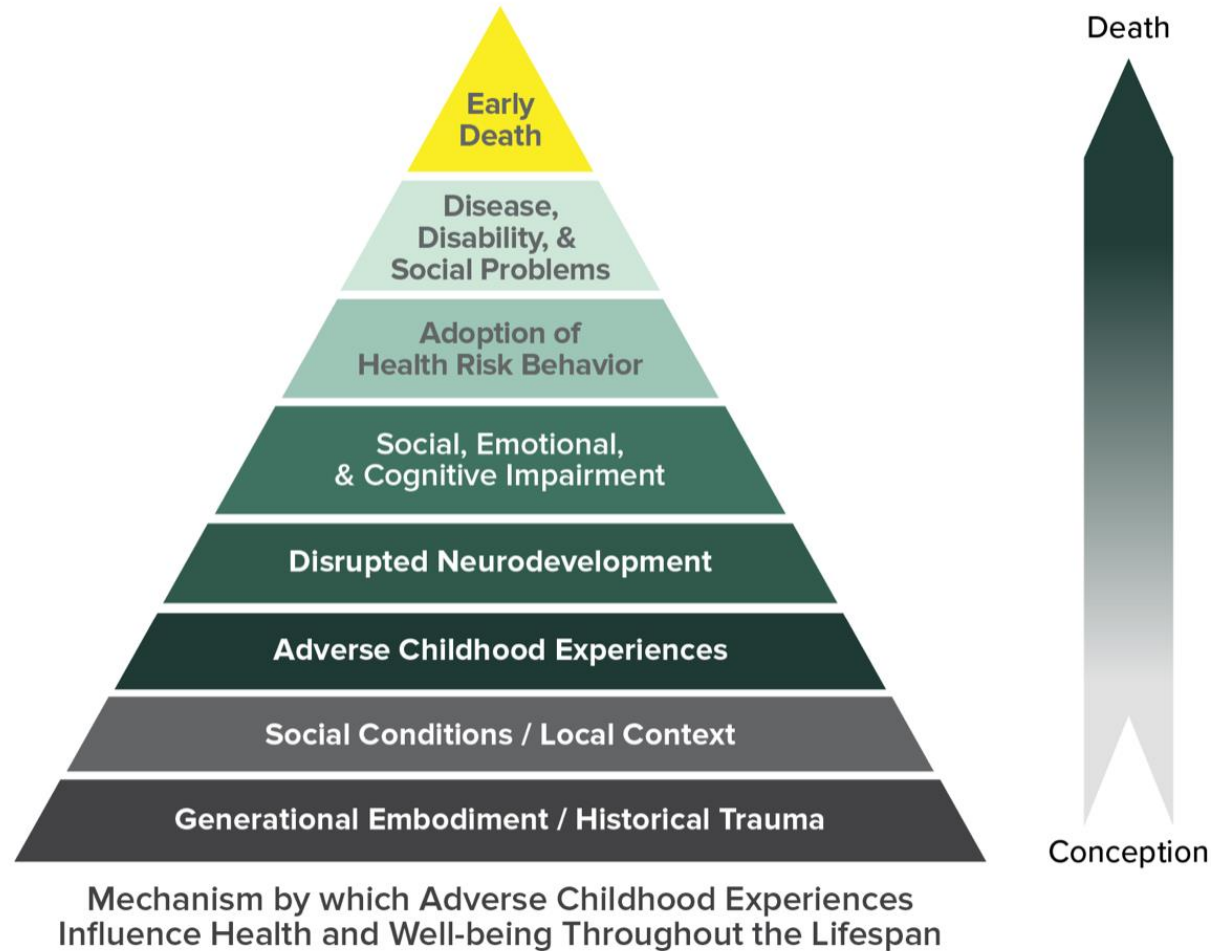 Death
Early
Death
Disease,
Disability, &
Social Problems
Adoption of
Health Risk Behavior
Social, Emotional,
& Cognitive Impairment
Disrupted Neurodevelopment
Adverse Childhood Experiences
Social Conditions / Local Context
Generational Embodiment / Historical Trauma
Conception
Mechanism by which Adverse Childhood Experiences
Influence Health and Well-being Throughout the Lifespan